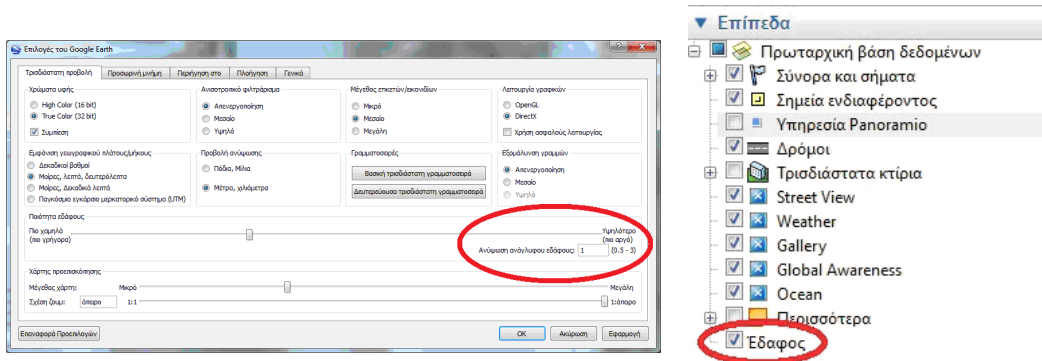 Επιλογές του Google Earth
Τρισδιάστατη προβολή Προσωρινή μνήμη Περιήγηση στο Πλοήγηση Γενικά
Χρώματα υφής
High Color (16 bit)
True Color (32 bit)
Συμπίεση
Ανισοτροπικό φιλτράρισμα
Απενεργοποίηση
Μεσαίο
Υψηλό
Μέγεθος ετικετών/εικονιδίων
Μικρό
Μεσαίο
Μεγάλη
Λειτουργία γραφικών
OpenGL
DirectX
Χρήση ασφαλούς λειτουργίας
Εμφάνιση γεωγραφικού πλάτους/μήκους
Δεκαδικοί βαθμοί
Μοίρες, λεπτά, δευτερόλεπτα
Μοίρες, Δεκαδικά λεπτά
Παγκόσμιο εγκάρσιο μερκατορικό σύστημα (UTM)
Προβολή ανύψωσης
Πόδια, Μίλια
Μέτρα, χιλιόμετρα
Γραμματοσειρές
Βασική τρισδιάστατη γραμματοσειρά
Δευτερεύουσα τρισδιάστατη γραμματοσειρά
Εξομάλυνση γραμμών
Απενεργοποίηση
Μεσαίο
Υψηλό
Ποιότητα εδάφους
Πιο χαμηλό
(πιο γρήγορα)
Υψηλότερο
(πιο αργά)
Ανύψωση ανάγλυφου εδάφους: 1 (0.5 - 3)
Χάρτης προεπισκόπησης
Μέγεθος χάρτη: Μικρό Μεγάλη
Σχέση ζουμ: άπειρο 1:1 1:άπειρο
Επαναφορά Προεπιλογών OK Ακύρωση Εφαρμογή
Επίπεδα
Πρωταρχική βάση δεδομένων
Σύνορα και σήματα
Σημεία ενδιαφέροντος
Υπηρεσία Panoramio
Δρόμοι
Τρισδιάστατα κτίρια
Street View
Weather
Gallery
Global Awareness
Ocean
Περισσότερα
Έδαφος